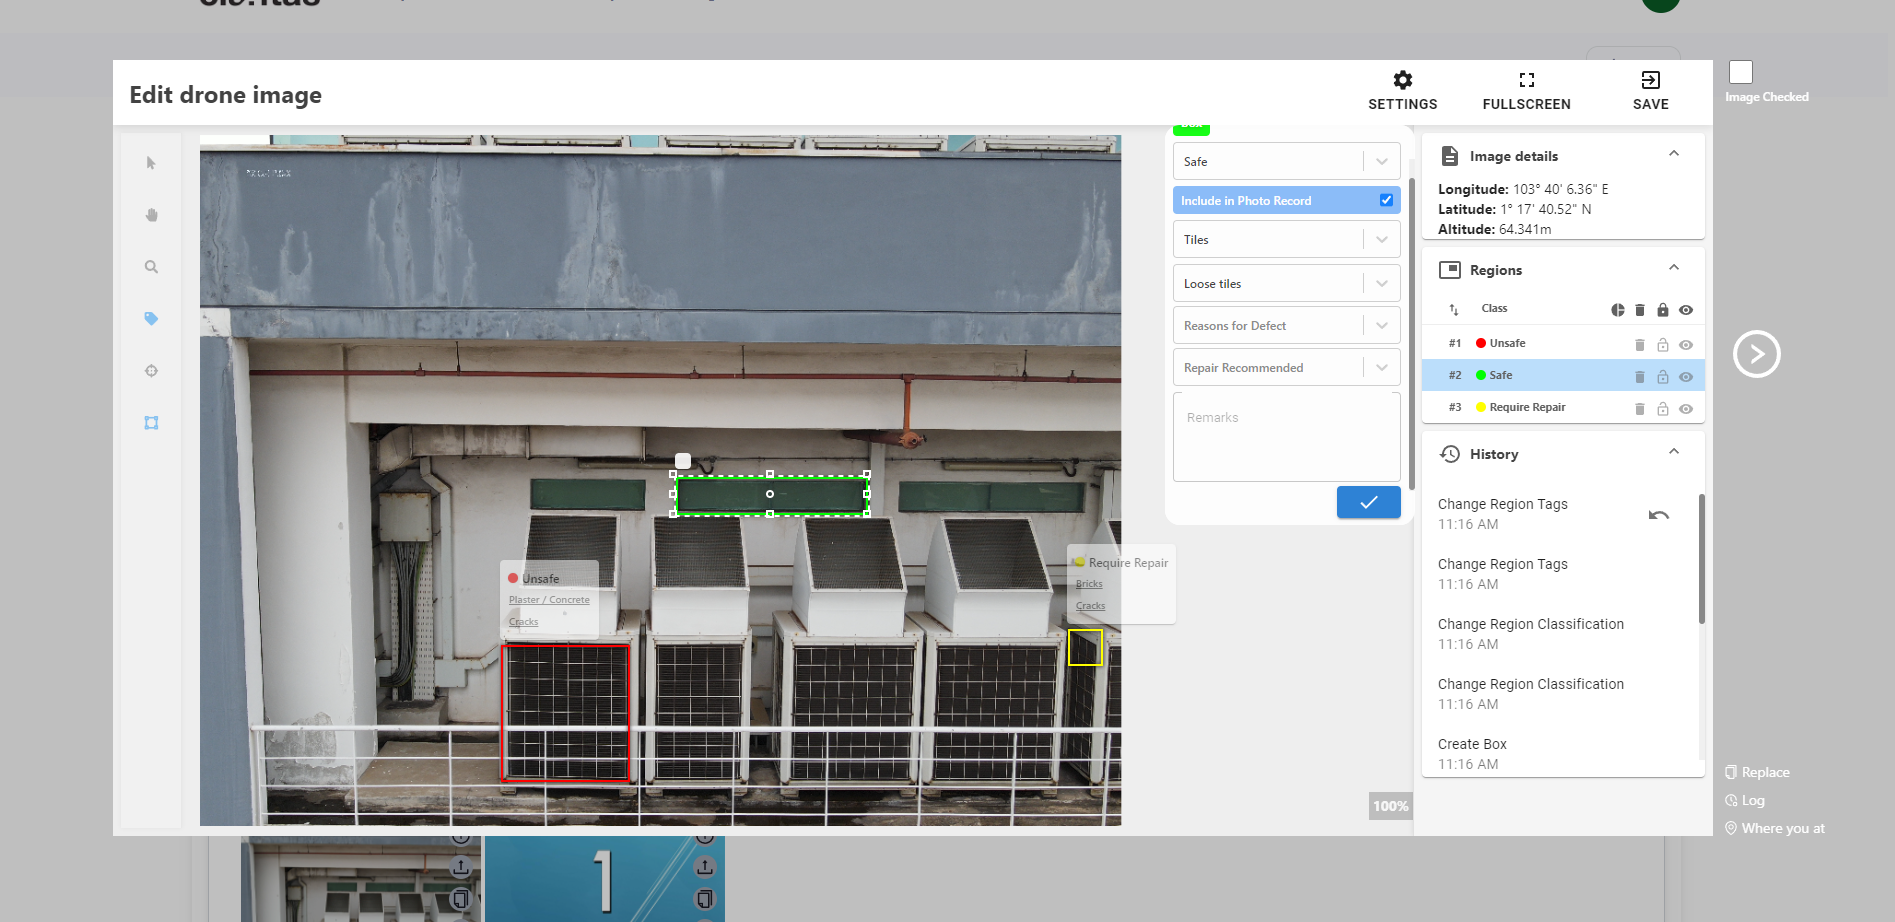 Edit drone image
SETTINGS
FULLSCREEN
SAVE
Image Checked
Safe
Include in Photo Record
Tiles
Loose tiles
Reasons for Defect
Repair Recommended
Remarks
Unsafe
Plaster / Concrete
Cracks
Require Repair
Bricks
Cracks
100%
Image details
Longitude: 103° 40' 6.36" E
Latitude: 1° 17' 40.52" N
Altitude: 64.341m
Regions
Class
#1 Unsafe
#2 Safe
#3 Require Repair
History
Change Region Tags
11:16 AM
Change Region Tags
11:16 AM
Change Region Classification
11:16 AM
Change Region Classification
11:16 AM
Create Box
11:16 AM
Replace
Log
Where you at
1